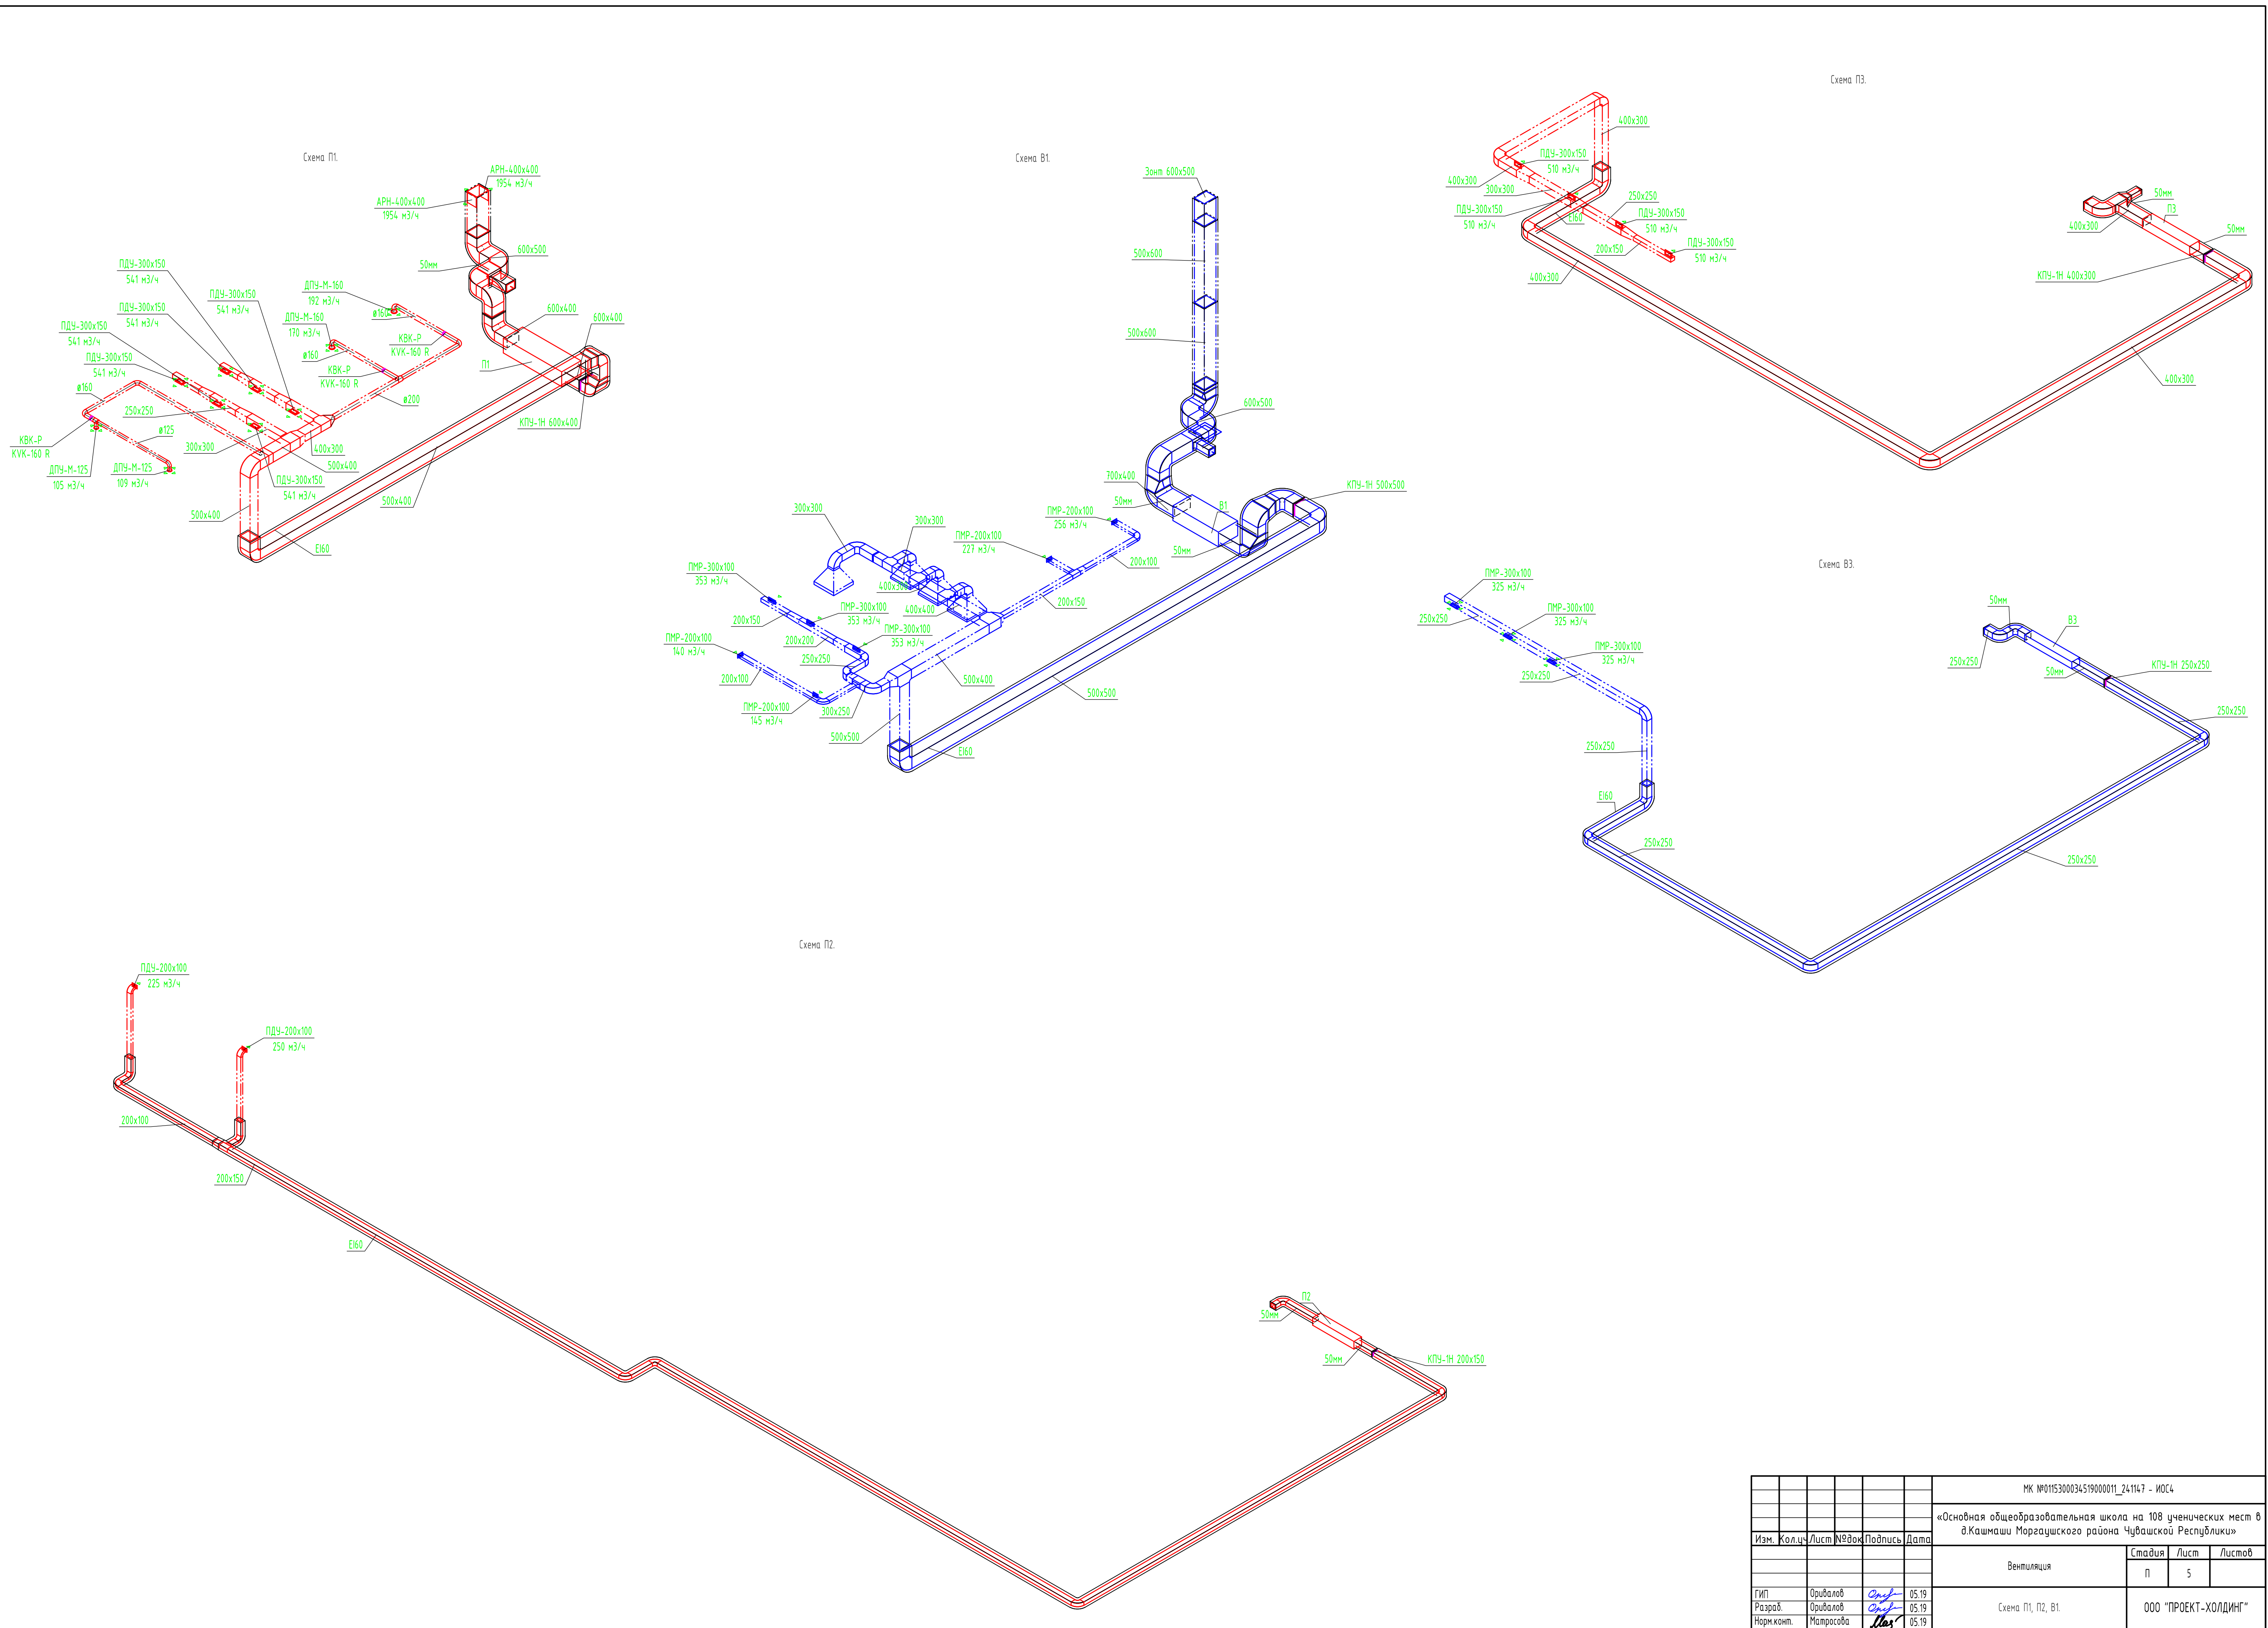 Схема П1.
АРН-400х400
1954 м3/ч
АРН-400х400
1954 м3/ч
600х500
50мм
ПДУ-300х150
541 м3/ч
ПДУ-300х150
541 м3/ч
ДПУ-М-160
192 м3/ч
ПДУ-300х150
541 м3/ч
ø160
600х400
600х400
ДПУ-М-160
170 м3/ч
ПДУ-300х150
541 м3/ч
КВК-Р
KVK-160 R
ø160
П1
ПДУ-300х150
541 м3/ч
КВК-Р
KVK-160 R
ø160
ø200
250х250
КПУ-1Н 600х400
ø125
КВК-Р
KVK-160 R
300х300
400х300
500х400
ДПУ-М-125
105 м3/ч
ДПУ-М-125
109 м3/ч
ПДУ-300х150
541 м3/ч
500х400
500х400
EI60
Схема В1.
Зонт 600х500
500х600
500х600
600х500
700х400
50мм
КПУ-1Н 500х500
В1
50мм
300х300
300х300
ПМР-200х100
256 м3/ч
ПМР-200х100
227 м3/ч
200х100
ПМР-300х100
353 м3/ч
400х300
400х400
200х150
ПМР-300х100
353 м3/ч
200х150
ПМР-300х100
353 м3/ч
ПМР-200х100
140 м3/ч
200х200
250х250
200х100
500х400
500х500
ПМР-200х100
145 м3/ч
300х250
500х500
EI60
Схема П3.
400х300
ПДУ-300х150
510 м3/ч
400х300
300х300
250х250
ПДУ-300х150
510 м3/ч
EI60
ПДУ-300х150
510 м3/ч
200х150
ПДУ-300х150
510 м3/ч
400х300
50мм
П3
400х300
50мм
КПУ-1Н 400х300
400х300
Схема В3.
ПМР-300х100
325 м3/ч
250х250
ПМР-300х100
325 м3/ч
ПМР-300х100
325 м3/ч
250х250
50мм
В3
250х250
50мм
КПУ-1Н 250х250
250х250
250х250
EI60
250х250
250х250
Схема П2.
ПДУ-200х100
225 м3/ч
ПДУ-200х100
250 м3/ч
200х100
200х150
EI60
П2
50мм
50мм
КПУ-1Н 200х150
МК №0115300034519000011_241147 - ИОС4
«Основная общеобразовательная школа на 108 ученических мест в
д.Кашмаши Моргаушского района Чувашской Республики»
Изм. Кол.уч Лист №док Подпись Дата
Вентиляция
Стадия Лист Листов
П 5
ГИП Оривалов 05.19
Разраб. Оривалов 05.19
Норм.конт. Матросова 05.19
Схема П1, П2, В1.
ООО "ПРОЕКТ-ХОЛДИНГ"